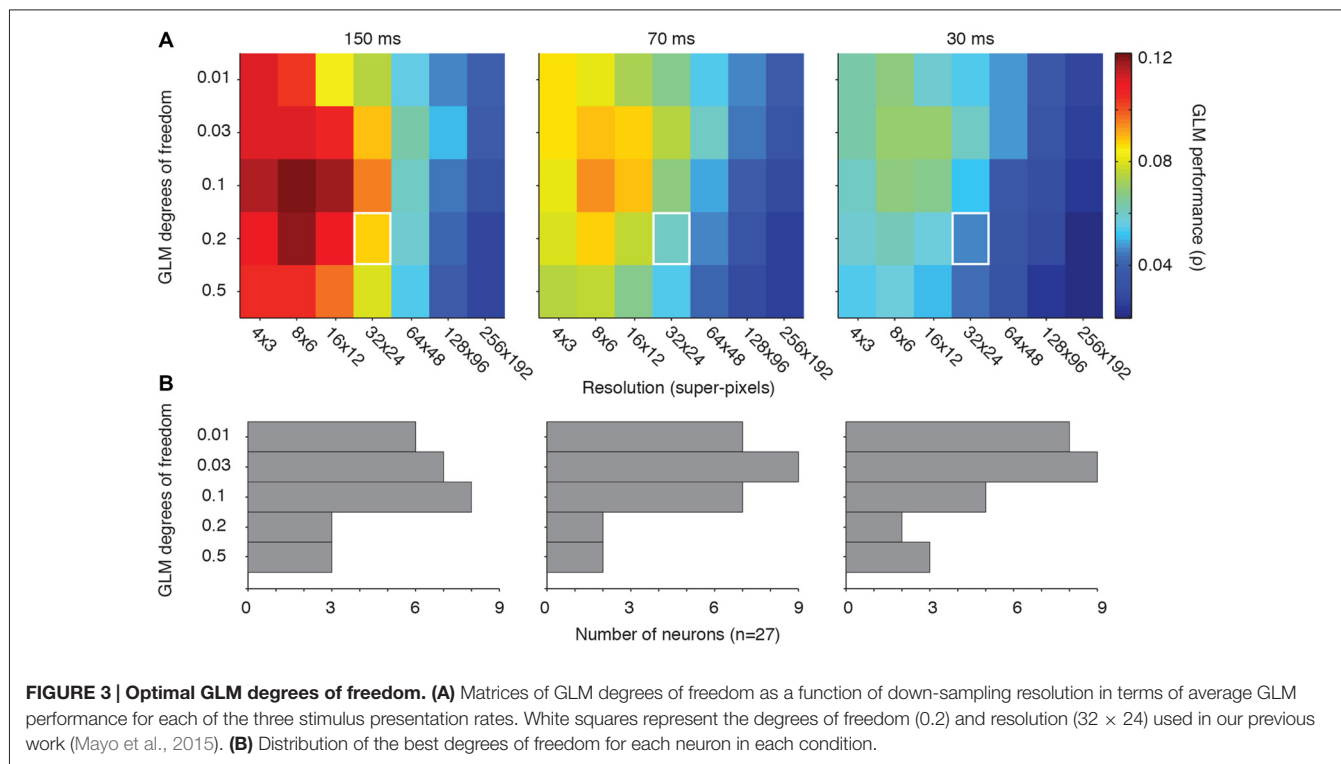 A
150 ms
70 ms
30 ms
GLM degrees of freedom
0.01
0.03
0.1
0.2
0.5
4x3
8x6
16x12
32x24
64x48
128x96
256x192
4x3
8x6
16x12
32x24
64x48
128x96
256x192
4x3
8x6
16x12
32x24
64x48
128x96
256x192
0.12
0.08
0.04
GLM performance (ρ)
Resolution (super-pixels)
B
GLM degrees of freedom
0.01
0.03
0.1
0.2
0.5
0 3 6 9
0 3 6 9
0 3 6 9
Number of neurons (n=27)
FIGURE 3 | Optimal GLM degrees of freedom. (A) Matrices of GLM degrees of freedom as a function of down-sampling resolution in terms of average GLM
performance for each of the three stimulus presentation rates. White squares represent the degrees of freedom (0.2) and resolution (32 × 24) used in our previous
work (Mayo et al., 2015). (B) Distribution of the best degrees of freedom for each neuron in each condition.